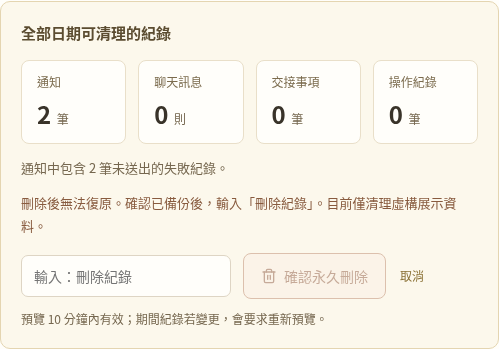 全部日期可清理的紀錄
通知 聊天訊息 交接事項 操作紀錄
2 筆 0 則 0 筆 0 筆
通知中包含 2 筆未送出的失敗紀錄。
刪除後無法復原。確認已備份後，輸入「刪除紀錄」。目前僅清理虛構展示資
料。
輸入：刪除紀錄 確認永久刪除 取消
預覽 10 分鐘內有效；期間紀錄若變更，會要求重新預覽。